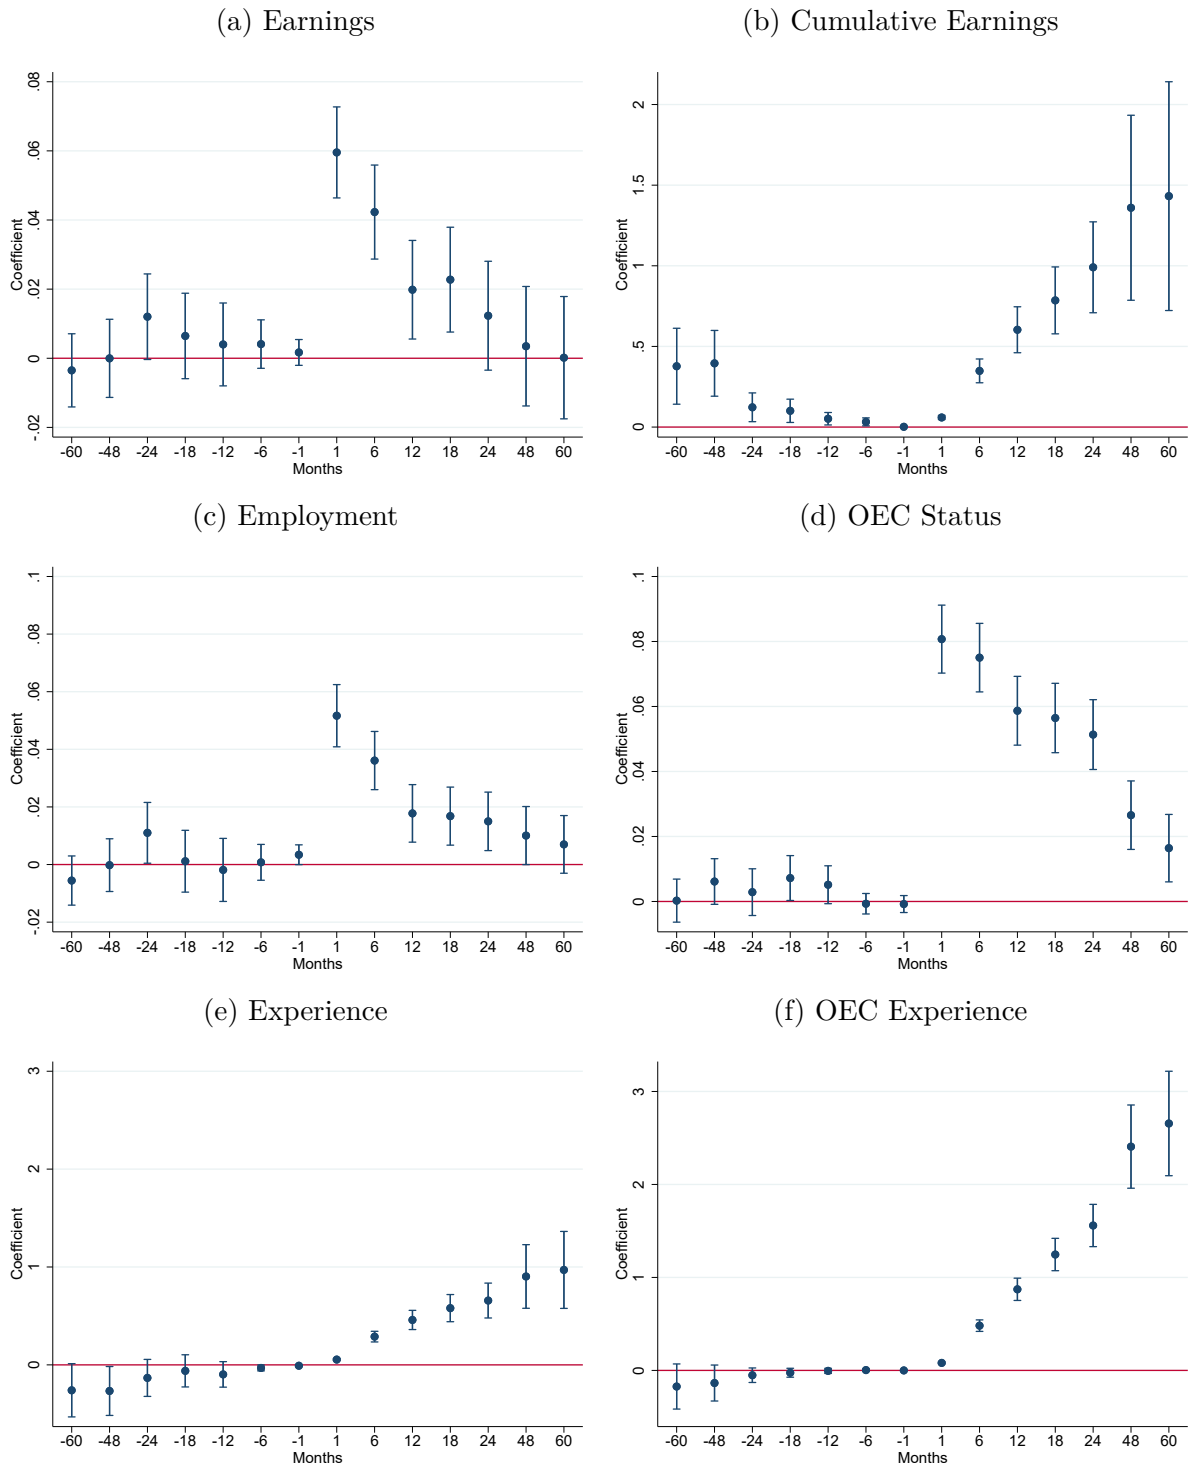 (a) Earnings
(b) Cumulative Earnings
Coefficient
.08
.06
.04
.02
0
-.02
-60 -48 -24 -18 -12 -6 -1 1 6 12 18 24 48 60
Months
Coefficient
2
1.5
1
.5
0
-60 -48 -24 -18 -12 -6 -1 1 6 12 18 24 48 60
Months
(c) Employment
(d) OEC Status
Coefficient
.1
.08
.06
.04
.02
0
-.02
-60 -48 -24 -18 -12 -6 -1 1 6 12 18 24 48 60
Months
Coefficient
.1
.08
.06
.04
.02
0
-60 -48 -24 -18 -12 -6 -1 1 6 12 18 24 48 60
Months
(e) Experience
(f) OEC Experience
Coefficient
3
2
1
0
-60 -48 -24 -18 -12 -6 -1 1 6 12 18 24 48 60
Months
Coefficient
3
2
1
0
-60 -48 -24 -18 -12 -6 -1 1 6 12 18 24 48 60
Months